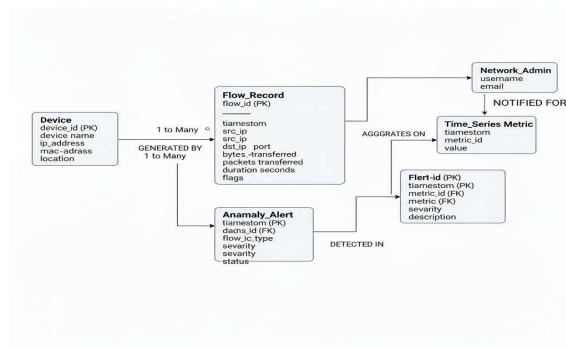 Device
device_id (PK)
device name
ip_address
mac-adrass
location
1 to Many
GENERATED BY
1 to Many
Flow_Record
flow_id (PK)
tiamestom
src_ip
src_ip
dst_ip port
bytes_-transferred
packets transferred
duration seconds
flags
Anamaly_Alert
tiamestom (PK)
dachs_id (FK)
flow_ic_type
sevarity
sevarity
status
DETECTED IN
AGGGRATES ON
Network_Admin
username
email
NOTIFIED FOR
Time_Series Metric
tiamestom
metric_id
value
Flert-id (PK)
tiamestom (PK)
metric_id (FK)
metric (FK)
sevarity
description